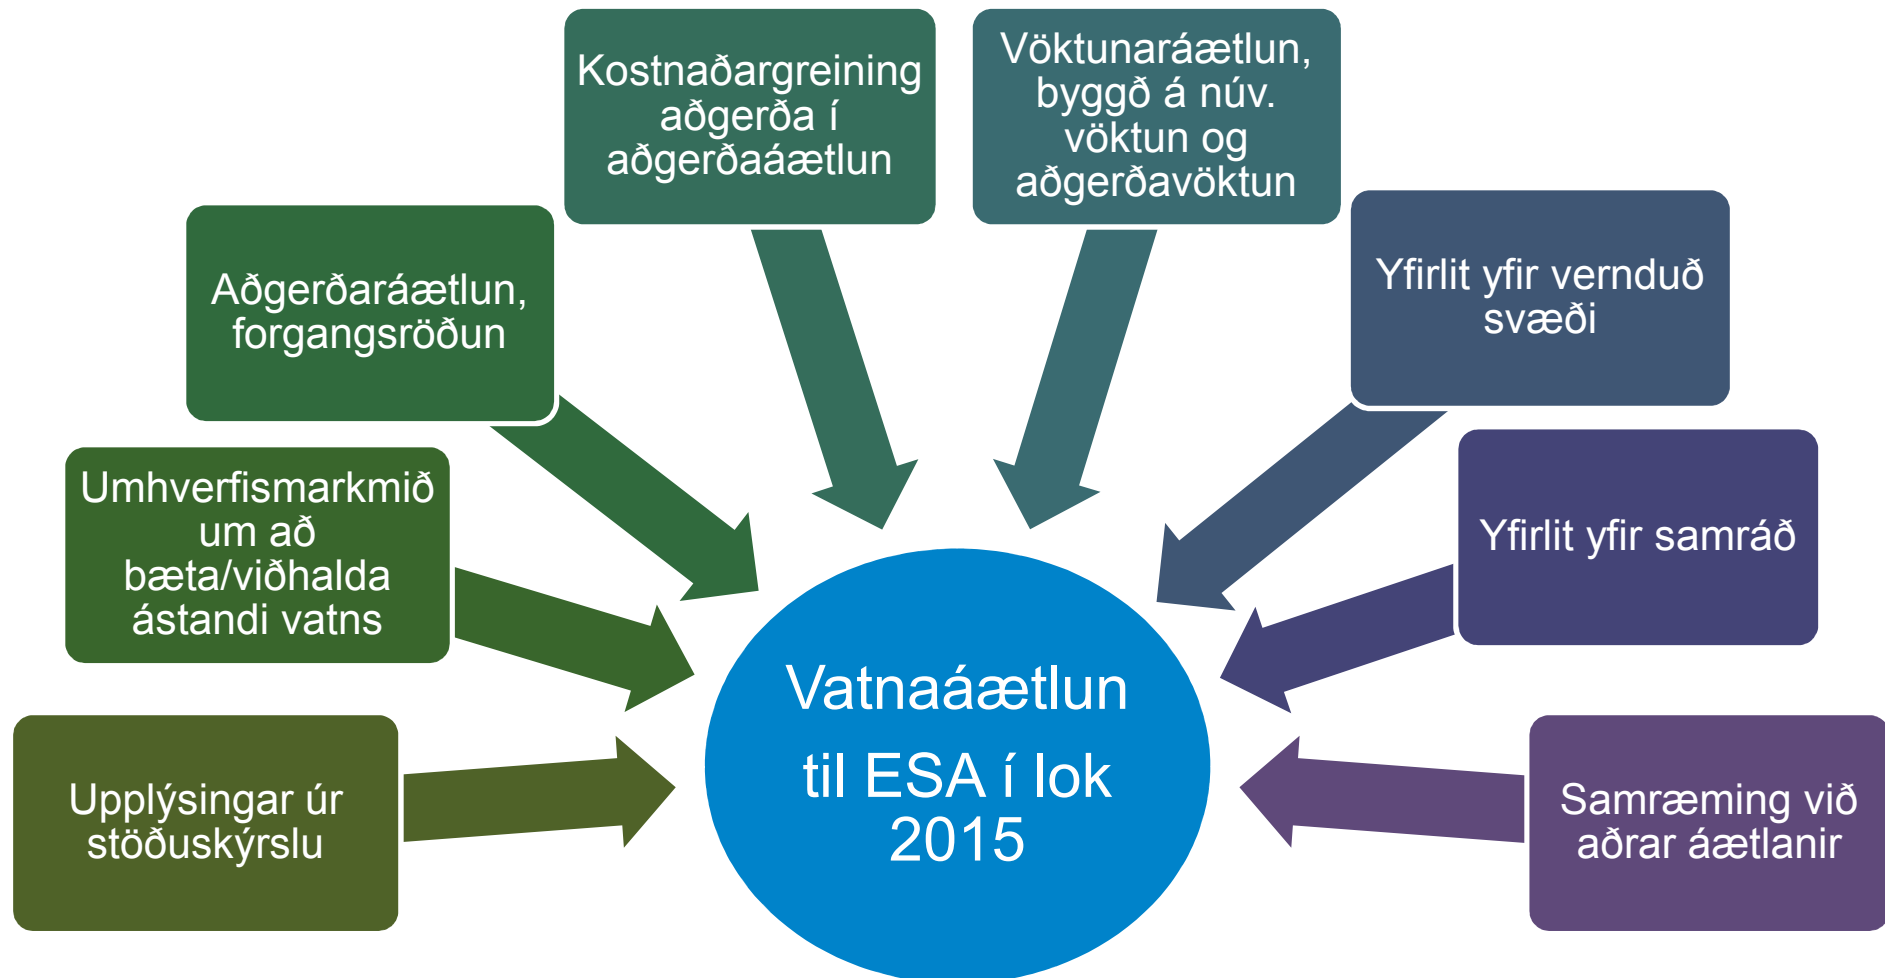 Kostnaðargreining
aðgerða í
aðgerðaáætlun
Vöktunaráætlun,
byggð á núv.
vöktun og
aðgerðavöktun
Aðgerðaráætlun,
forgangsröðun
Yfirlit yfir vernduð
svæði
Umhverfismarkmið
um að
bæta/viðhalda
ástandi vatns
Yfirlit yfir samráð
Upplýsingar úr
stöðuskýrslu
Vatnaáætlun
til ESA í lok
2015
Samræming við
aðrar áætlanir